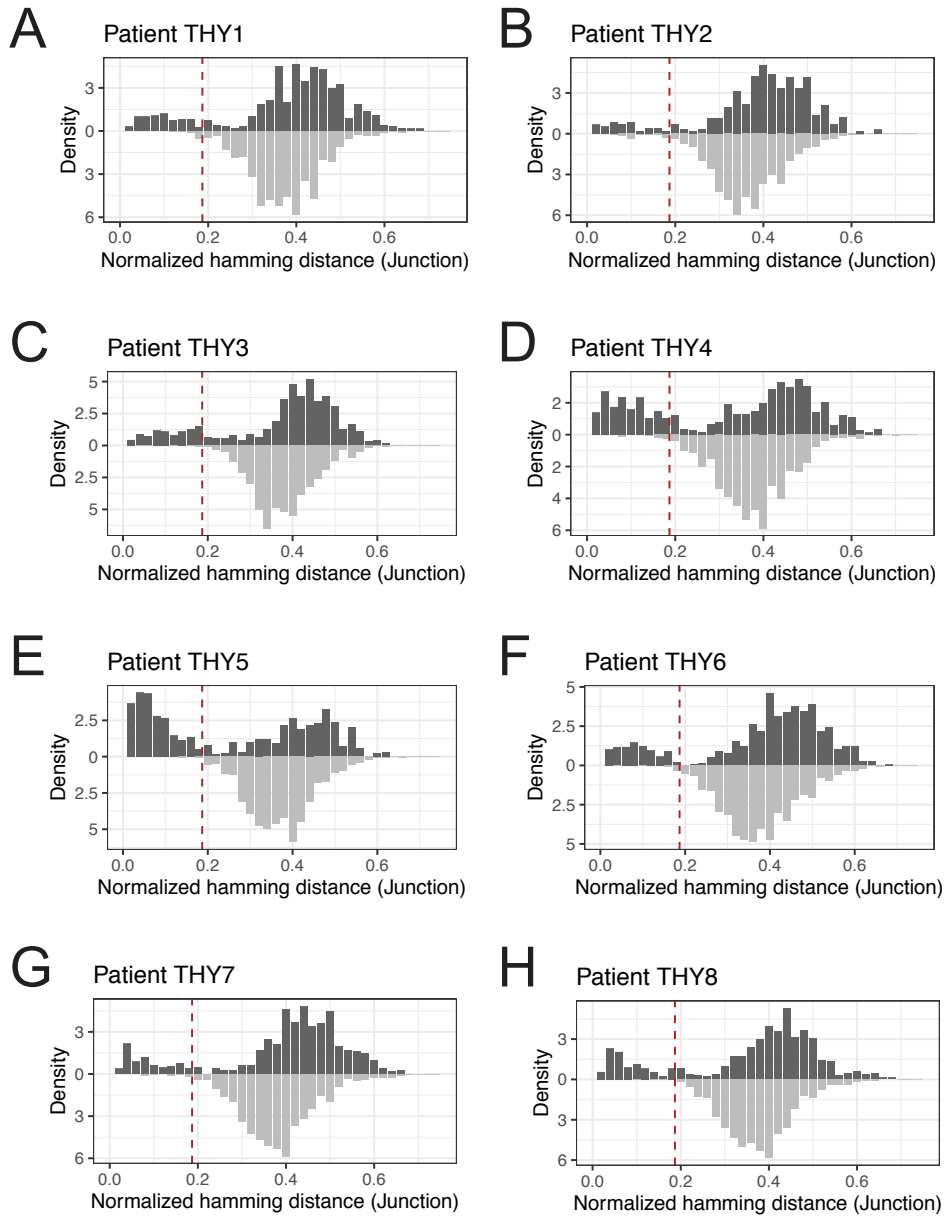 A
Patient THY1
3
0
3
6
Density
0.0 0.2 0.4 0.6
Normalized hamming distance (Junction)
B
Patient THY2
3
0
3
6
Density
0.0 0.2 0.4 0.6
Normalized hamming distance (Junction)
C
Patient THY3
5
2.5
0
2.5
5
Density
0.0 0.2 0.4 0.6
Normalized hamming distance (Junction)
D
Patient THY4
2
0
2
4
6
Density
0.0 0.2 0.4 0.6
Normalized hamming distance (Junction)
E
Patient THY5
2.5
0
2.5
5
Density
0.0 0.2 0.4 0.6
Normalized hamming distance (Junction)
F
Patient THY6
5
2.5
0
2.5
5
Density
0.0 0.2 0.4 0.6
Normalized hamming distance (Junction)
G
Patient THY7
3
0
3
6
Density
0.0 0.2 0.4 0.6
Normalized hamming distance (Junction)
H
Patient THY8
3
0
3
6
Density
0.0 0.2 0.4 0.6
Normalized hamming distance (Junction)